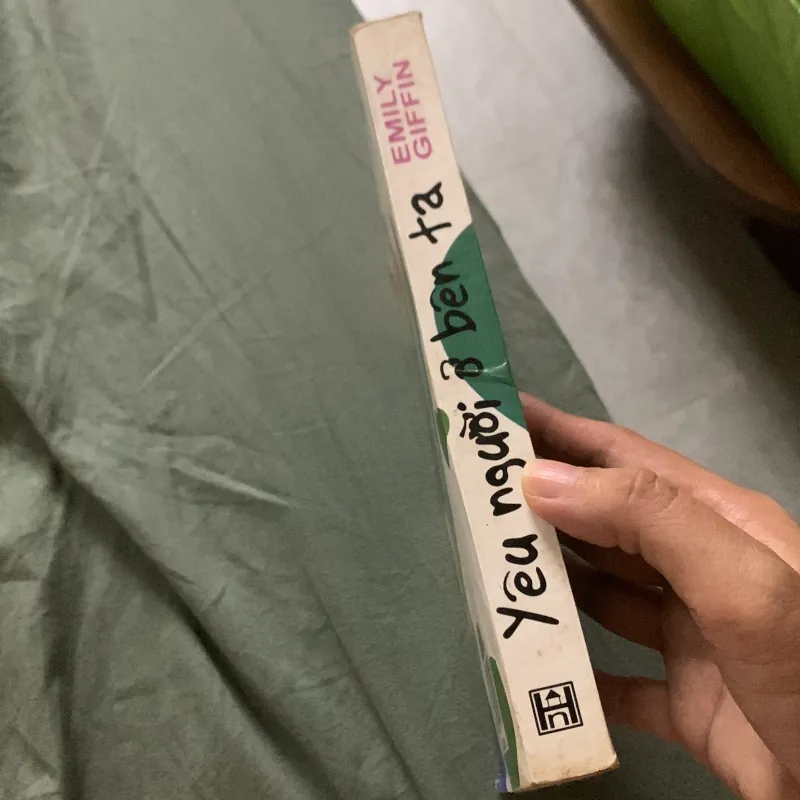 Yêu người ở bên ta
EMILY
GIFFIN